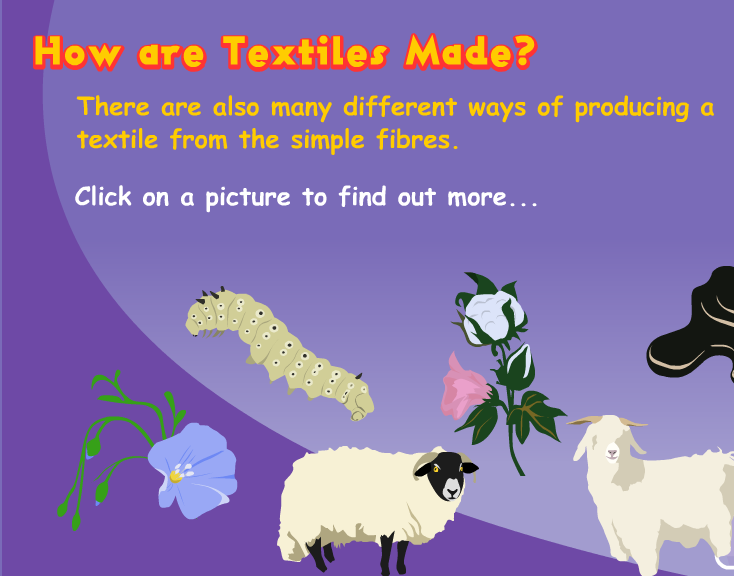 How are Textiles Made?
There are also many different ways of producing a
textile from the simple fibres.
Click on a picture to find out more...